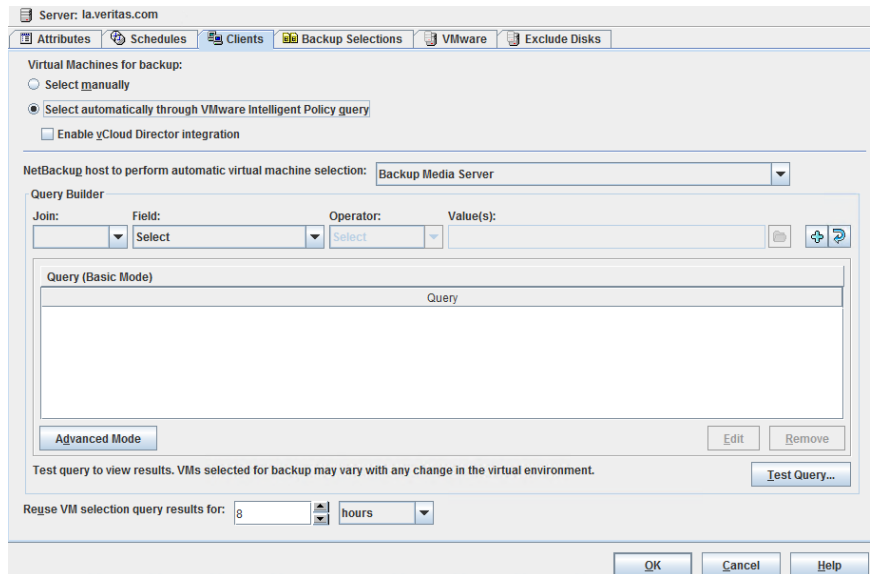 Server: la.veritas.com
Attributes Schedules Clients Backup Selections VMware Exclude Disks
Virtual Machines for backup:
Select manually
Select automatically through VMware Intelligent Policy query
Enable vCloud Director integration
NetBackup host to perform automatic virtual machine selection: Backup Media Server
Query Builder
Join: Field: Operator: Value(s):
Select Select
Query (Basic Mode)
Query
Advanced Mode Edit Remove
Test query to view results. VMs selected for backup may vary with any change in the virtual environment.
Test Query...
Reuse VM selection query results for: 8 hours
OK Cancel Help